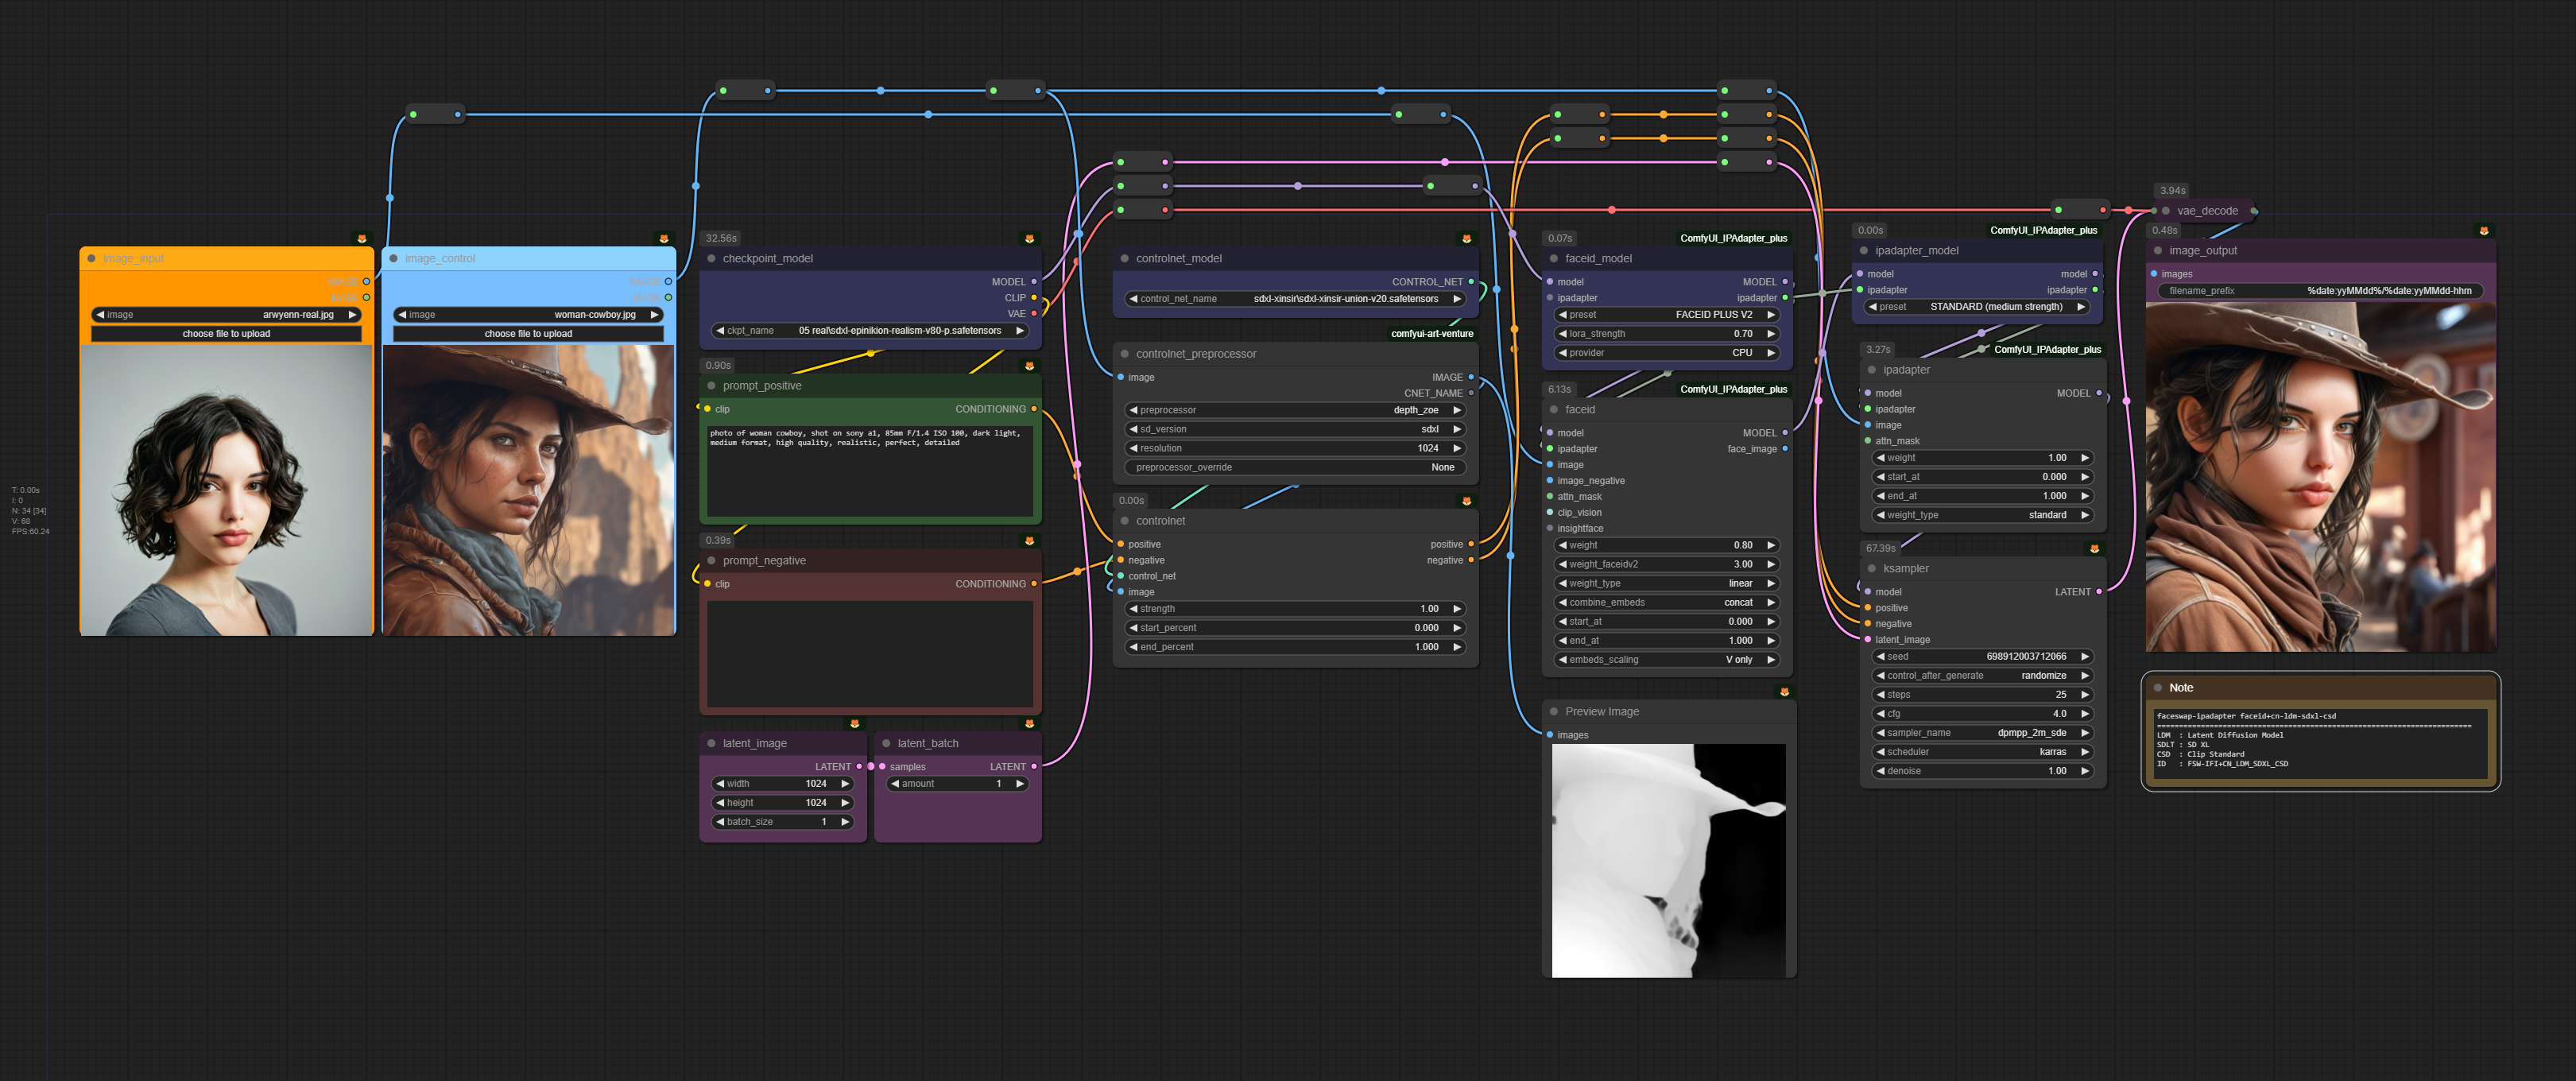 T: 0.00s
I: 0
N: 34 [34]
V: 68
FPS:60.24
image_input
IMAGE
MASK
image arwyenn-real.jpg
choose file to upload
image_control
IMAGE
MASK
image woman-cowboy.jpg
choose file to upload
32.56s
checkpoint_model
MODEL
CLIP
VAE
ckpt_name 05 real\sdxl-epinikion-realism-v80-p.safetensors
0.90s
prompt_positive
clip CONDITIONING
photo of woman cowboy, shot on sony a1, 85mm F/1.4 ISO 100, dark light,
medium format, high quality, realistic, perfect, detailed
0.39s
prompt_negative
clip CONDITIONING
latent_image
LATENT
width 1024
height 1024
batch_size 1
latent_batch
samples LATENT
amount 1
controlnet_model
CONTROL_NET
control_net_name sdxl-xinsir\sdxl-xinsir-union-v20.safetensors
comfyui-art-venture
controlnet_preprocessor
image IMAGE
CNET_NAME
preprocessor depth_zoe
sd_version sdxl
resolution 1024
preprocessor_override None
0.00s
controlnet
positive positive
negative negative
control_net
image
strength 1.00
start_percent 0.000
end_percent 1.000
0.07s ComfyUI_IPAdapter_plus
faceid_model
model MODEL
ipadapter ipadapter
preset FACEID PLUS V2
lora_strength 0.70
provider CPU
6.13s ComfyUI_IPAdapter_plus
faceid
model MODEL
ipadapter face_image
image
image_negative
attn_mask
clip_vision
insightface
weight 0.80
weight_faceidv2 3.00
weight_type linear
combine_embeds concat
start_at 0.000
end_at 1.000
embeds_scaling V only
Preview Image
images
0.00s ComfyUI_IPAdapter_plus
ipadapter_model
model model
ipadapter ipadapter
preset STANDARD (medium strength)
3.27s ComfyUI_IPAdapter_plus
ipadapter
model MODEL
ipadapter
image
attn_mask
weight 1.00
start_at 0.000
end_at 1.000
weight_type standard
67.39s
ksampler
model LATENT
positive
negative
latent_image
seed 698912003712066
control_after_generate randomize
steps 25
cfg 4.0
sampler_name dpmpp_2m_sde
scheduler karras
denoise 1.00
3.94s
vae_decode
0.48s
image_output
images
filename_prefix %date:yyMMdd%/%date:yyMMdd-hhm
Note
faceswap-ipadapter faceid+cn-ldm-sdxl-csd
==========================================================================
LDM : Latent Diffusion Model
SDLT : SD XL
CSD : Clip Standard
ID : FSW-IFI+CN_LDM_SDXL_CSD